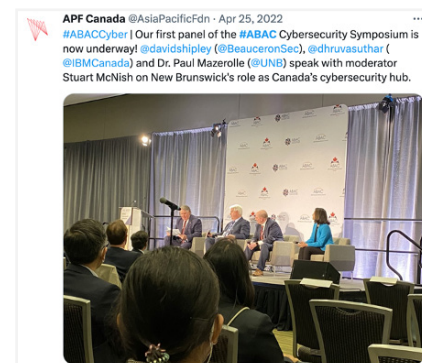 APF Canada @AsiaPacificFdn · Apr 25, 2022 ...
#ABACCyber | Our first panel of the #ABAC Cybersecurity Symposium is
now underway! @davidshipley (@BeauceronSec), @dhruvasuthar (
@IBMCanada) and Dr. Paul Mazerolle (@UNB) speak with moderator
Stuart McNish on New Brunswick's role as Canada's cybersecurity hub.